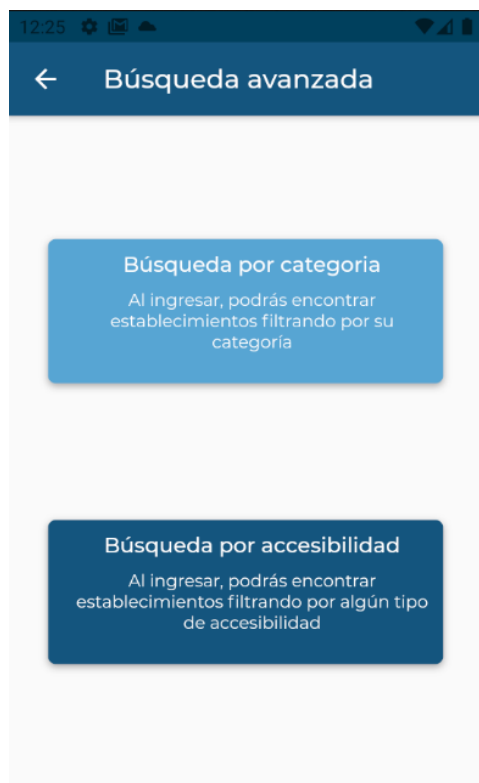 12:25
Búsqueda avanzada
Búsqueda por categoria
Al ingresar, podrás encontrar
establecimientos filtrando por su
categoría
Búsqueda por accesibilidad
Al ingresar, podrás encontrar
establecimientos filtrando por algún tipo
de accesibilidad